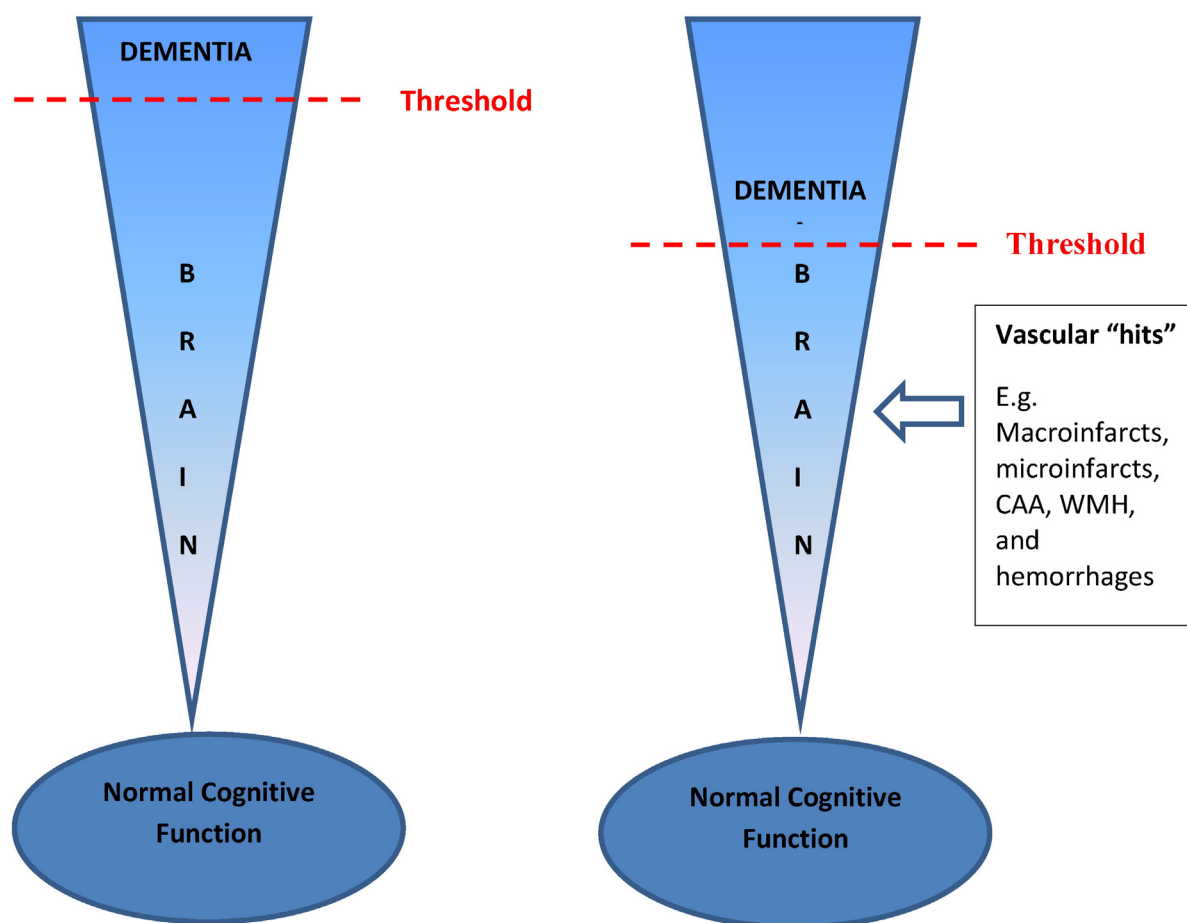 DEMENTIA
Threshold
B
R
A
I
N
Normal Cognitive
Function
DEMENTIA
-
Threshold
B
R
A
I
N
Vascular “hits”
E.g.
Macroinfarcts,
microinfarcts,
CAA, WMH,
and
hemorrhages
Normal Cognitive
Function